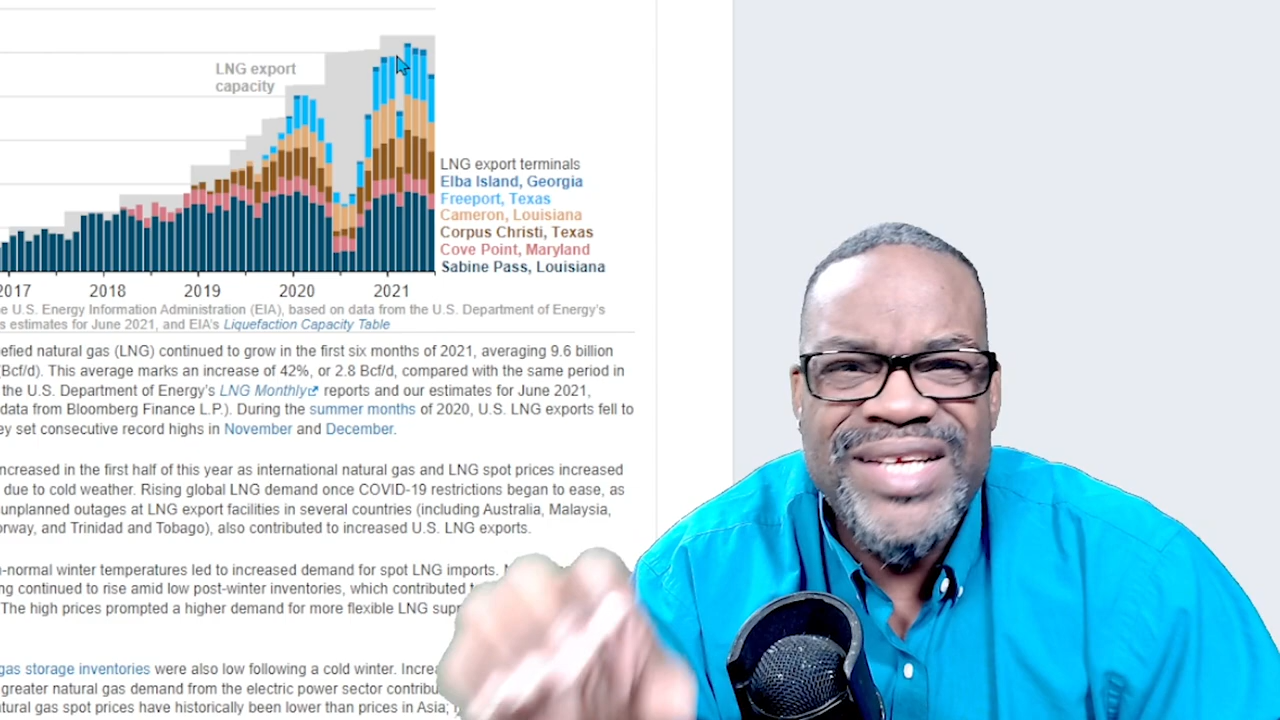 LNG export
capacity
LNG export terminals
Elba Island, Georgia
Freeport, Texas
Cameron, Louisiana
Corpus Christi, Texas
Cove Point, Maryland
Sabine Pass, Louisiana
2017 2018 2019 2020 2021
U.S. Energy Information Administration (EIA), based on data from the U.S. Department of Energy's
estimates for June 2021, and EIA's Liquefaction Capacity Table
natural gas (LNG) continued to grow in the first six months of 2021, averaging 9.6 billion
(Bcf/d). This average marks an increase of 42%, or 2.8 Bcf/d, compared with the same period in
the U.S. Department of Energy's LNG Monthly reports and our estimates for June 2021,
data from Bloomberg Finance L.P.). During the summer months of 2020, U.S. LNG exports fell to
set consecutive record highs in November and December.
increased in the first half of this year as international natural gas and LNG spot prices increased
due to cold weather. Rising global LNG demand once COVID-19 restrictions began to ease, as
unplanned outages at LNG export facilities in several countries (including Australia, Malaysia,
and Trinidad and Tobago), also contributed to increased U.S. LNG exports.
-normal winter temperatures led to increased demand for spot LNG imports.
continued to rise amid low post-winter inventories, which contributed
The high prices prompted a higher demand for more flexible LNG
gas storage inventories were also low following a cold winter.
greater natural gas demand from the electric power sector
gas spot prices have historically been lower than prices in Asia;